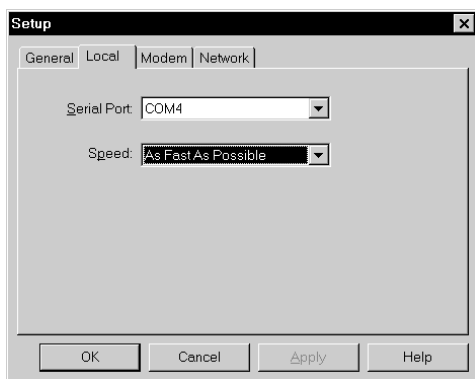 Setup
General Local Modem Network
Serial Port: COM4
Speed: As Fast As Possible
OK Cancel Apply Help